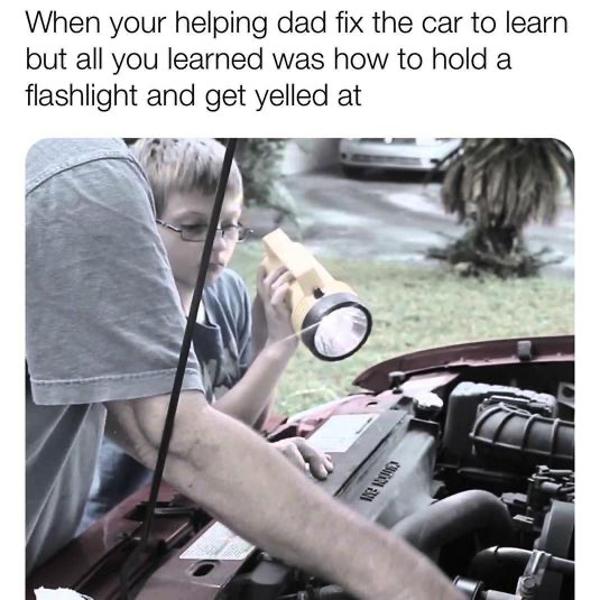 When your helping dad fix the car to learn
but all you learned was how to hold a
flashlight and get yelled at